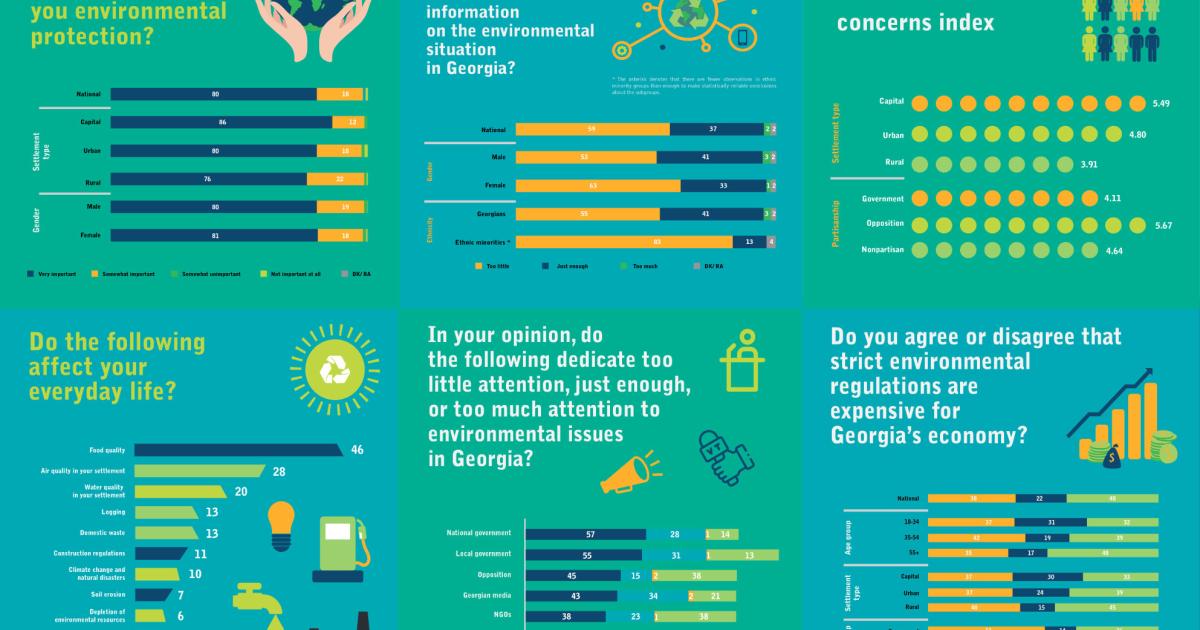 you environmental
protection?
National 80 18
Capital 86 12
Urban 80 18
Rural 76 22
Male 80 19
Female 81 18
Settlement
type
Gender
Very important Somewhat important Somewhat unimportant Not important at all DK/ RA
information
on the environmental
situation
in Georgia?
* The asterisk denotes that there are fewer observations in ethnic
minority groups than enough to make statistically reliable conclusions
about the subgroups.
National 59 37 2 2
Male 53 41 3 2
Female 63 33 1 2
Georgians 55 41 3 2
Ethnic minorities * 83 13 4
Gender
Ethnicity
Too little Just enough Too much DK/ RA
concerns index
Capital 5.49
Urban 4.80
Rural 3.91
Government 4.11
Opposition 5.67
Nonpartisan 4.64
Settlement type
Partisanship
Do the following
affect your
everyday life?
Food quality 46
Air quality in your settlement 28
Water quality
in your settlement 20
Logging 13
Domestic waste 13
Construction regulations 11
Climate change and
natural disasters 10
Soil erosion 7
Depletion of
environmental resources 6
In your opinion, do
the following dedicate too
little attention, just enough,
or too much attention to
environmental issues
in Georgia?
National government 57 28 1 14
Local government 55 31 1 13
Opposition 45 15 2 38
Georgian media 43 34 2 21
NGOs 38 23 1 38
Do you agree or disagree that
strict environmental
regulations are
expensive for
Georgia's economy?
National 38 22 40
18-34 37 31 32
35-54 42 19 39
55+ 35 17 48
Capital 37 30 33
Urban 37 24 39
Rural 40 15 45
Age group
Settlement
type